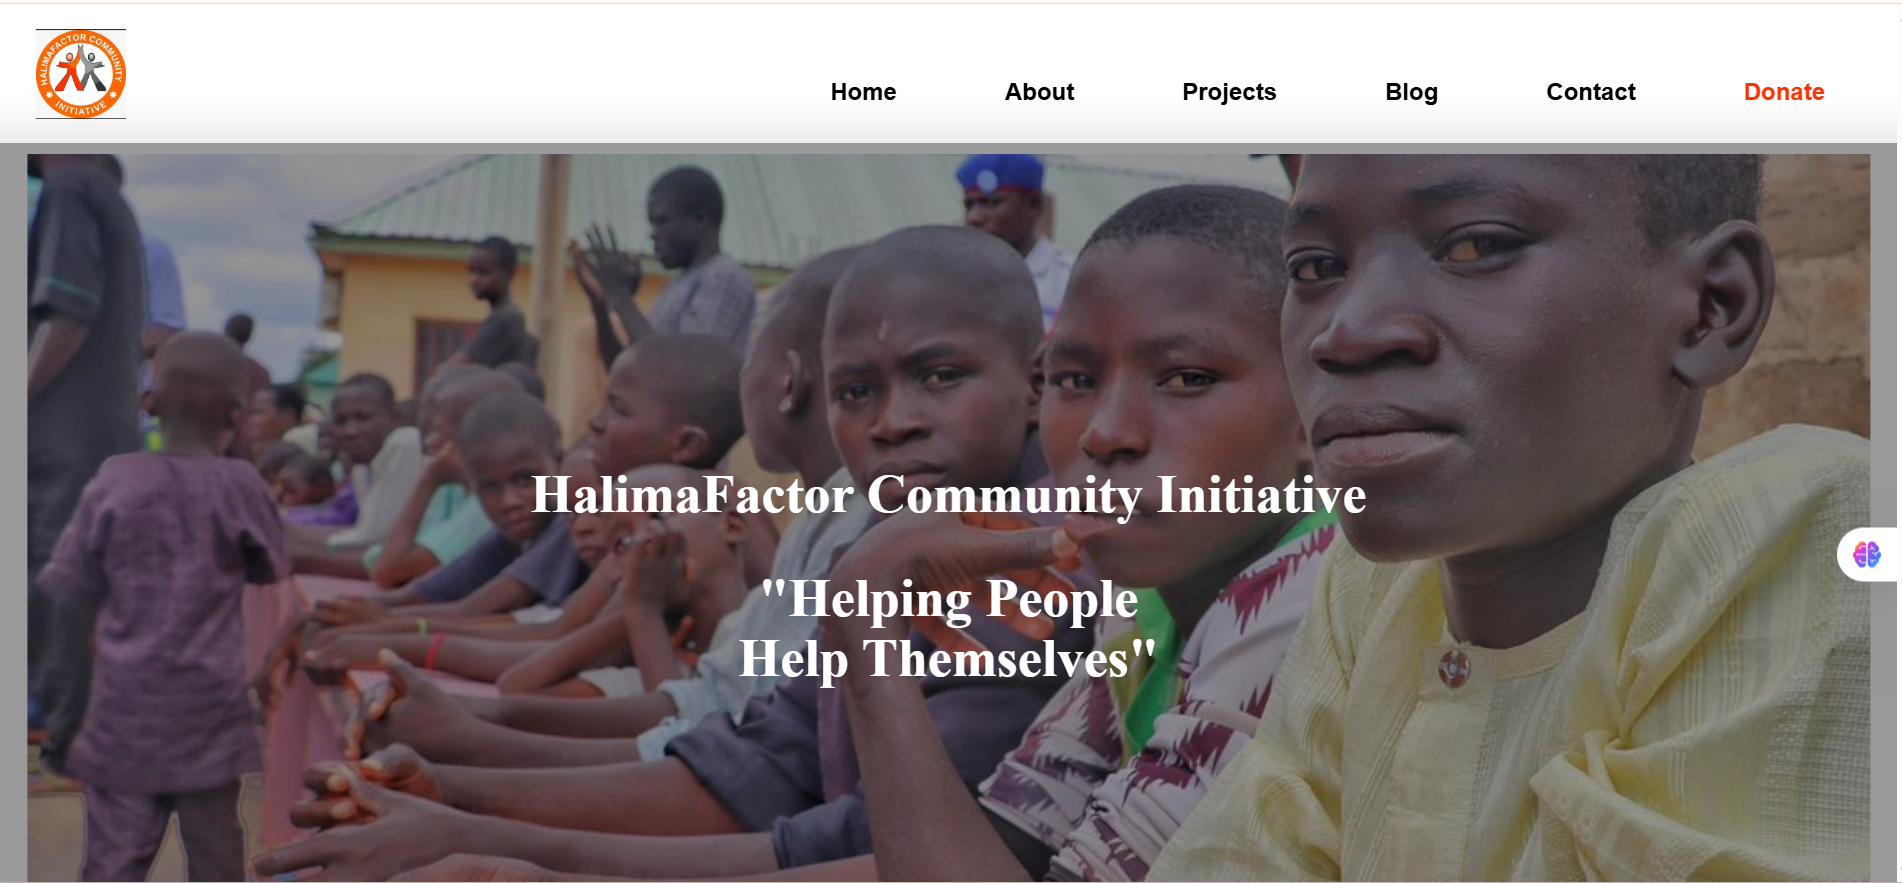 HALIMAFACTOR COMMUNITY
INITIATIVE
Home About Projects Blog Contact Donate
HalimaFactor Community Initiative
"Helping People
Help Themselves"